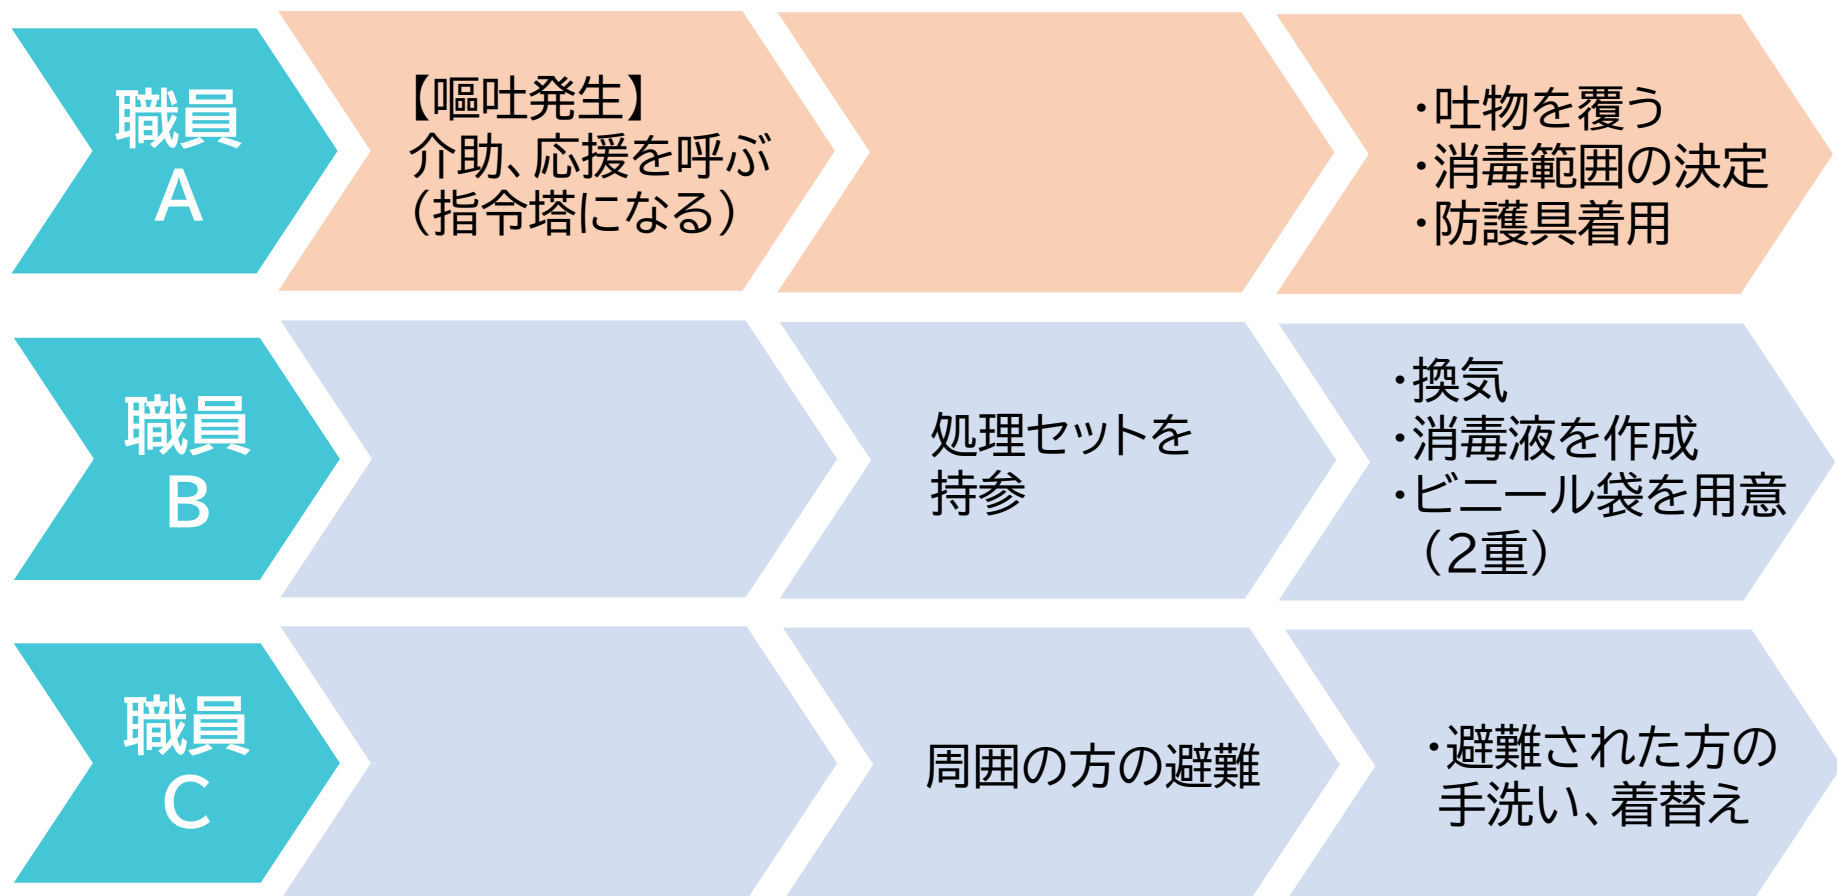 職員
A
【嘔吐発生】
介助、応援を呼ぶ
（指令塔になる）
・吐物を覆う
・消毒範囲の決定
・防護具着用
職員
B
処理セットを
持参
・換気
・消毒液を作成
・ビニール袋を用意
（２重）
職員
C
周囲の方の避難
・避難された方の
手洗い、着替え